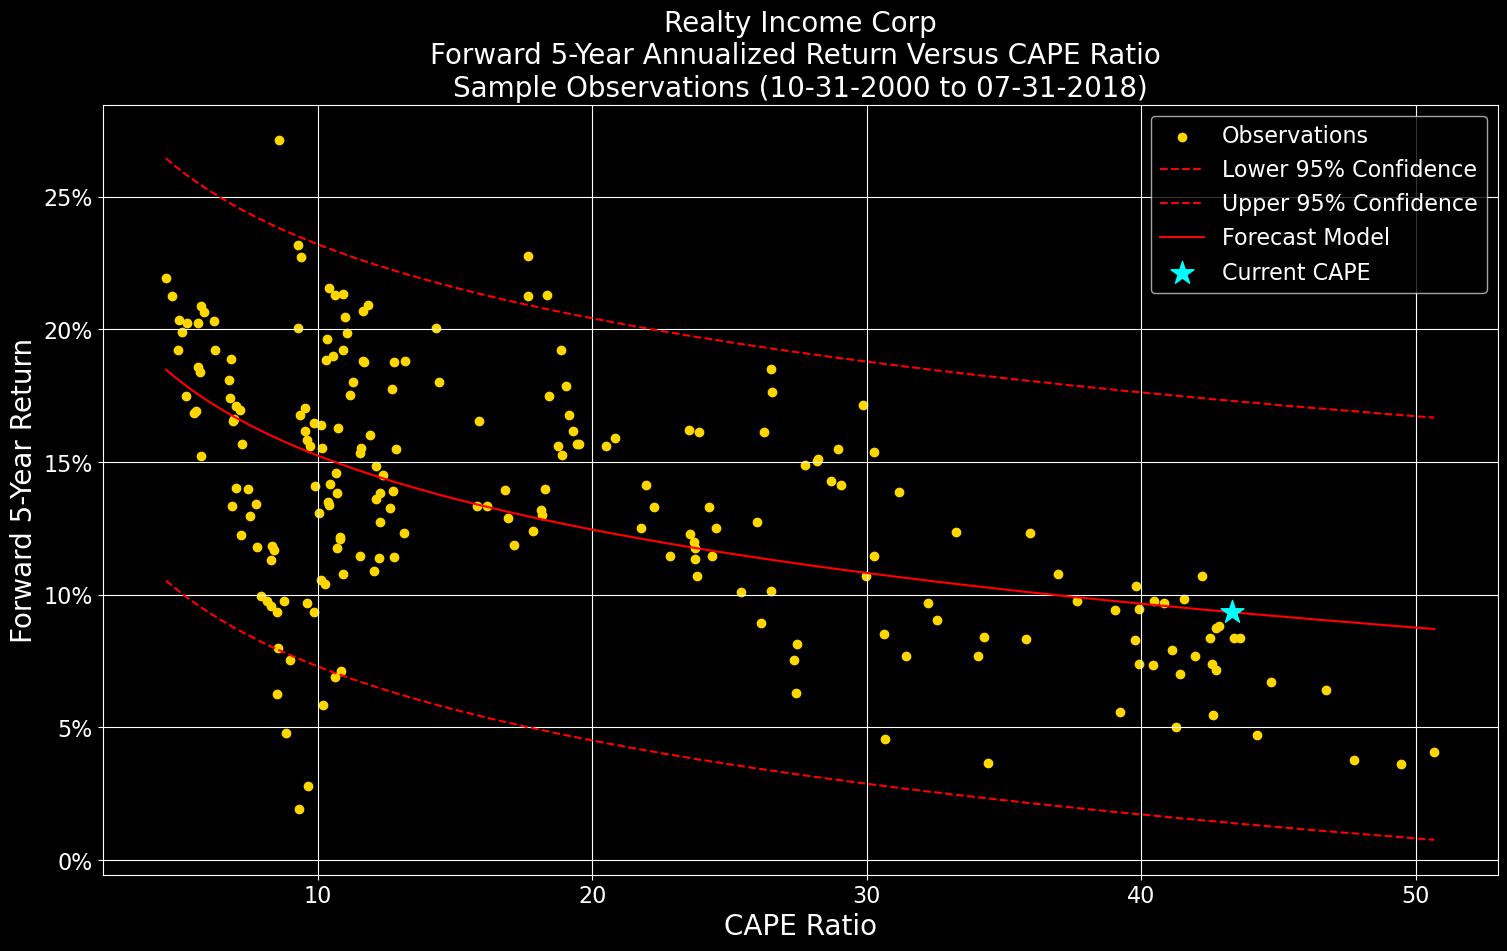 Realty Income Corp
Forward 5-Year Annualized Return Versus CAPE Ratio
Sample Observations (10-31-2000 to 07-31-2018)
Observations
Lower 95% Confidence
Upper 95% Confidence
Forecast Model
Current CAPE
Forward 5-Year Return
25%
20%
15%
10%
5%
0%
10 20 30 40 50
CAPE Ratio